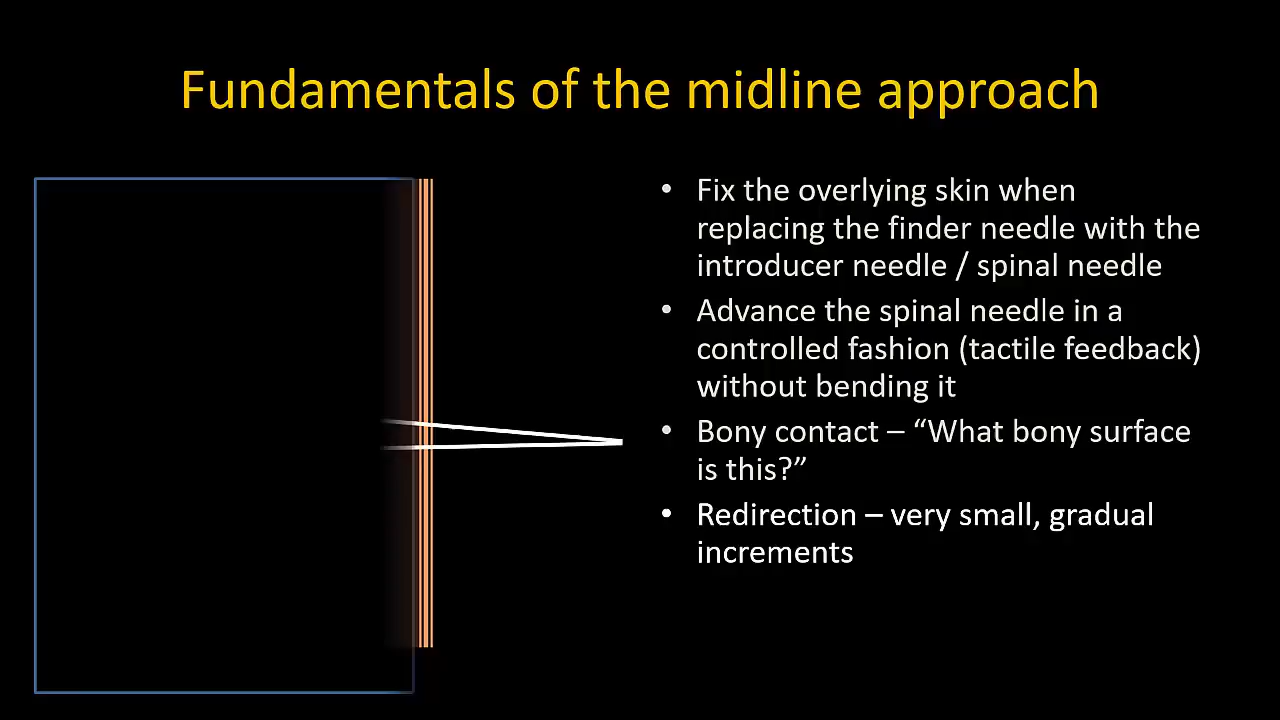 Fundamentals of the midline approach
• Fix the overlying skin when
replacing the finder needle with the
introducer needle / spinal needle
• Advance the spinal needle in a
controlled fashion (tactile feedback)
without bending it
• Bony contact – “What bony surface
is this?”
• Redirection – very small, gradual
increments